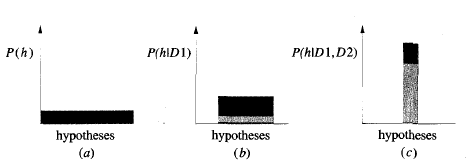 P(h)
P(h|D1)
P(h|D1, D2)
hypotheses
hypotheses
hypotheses
(a)
(b)
(c)